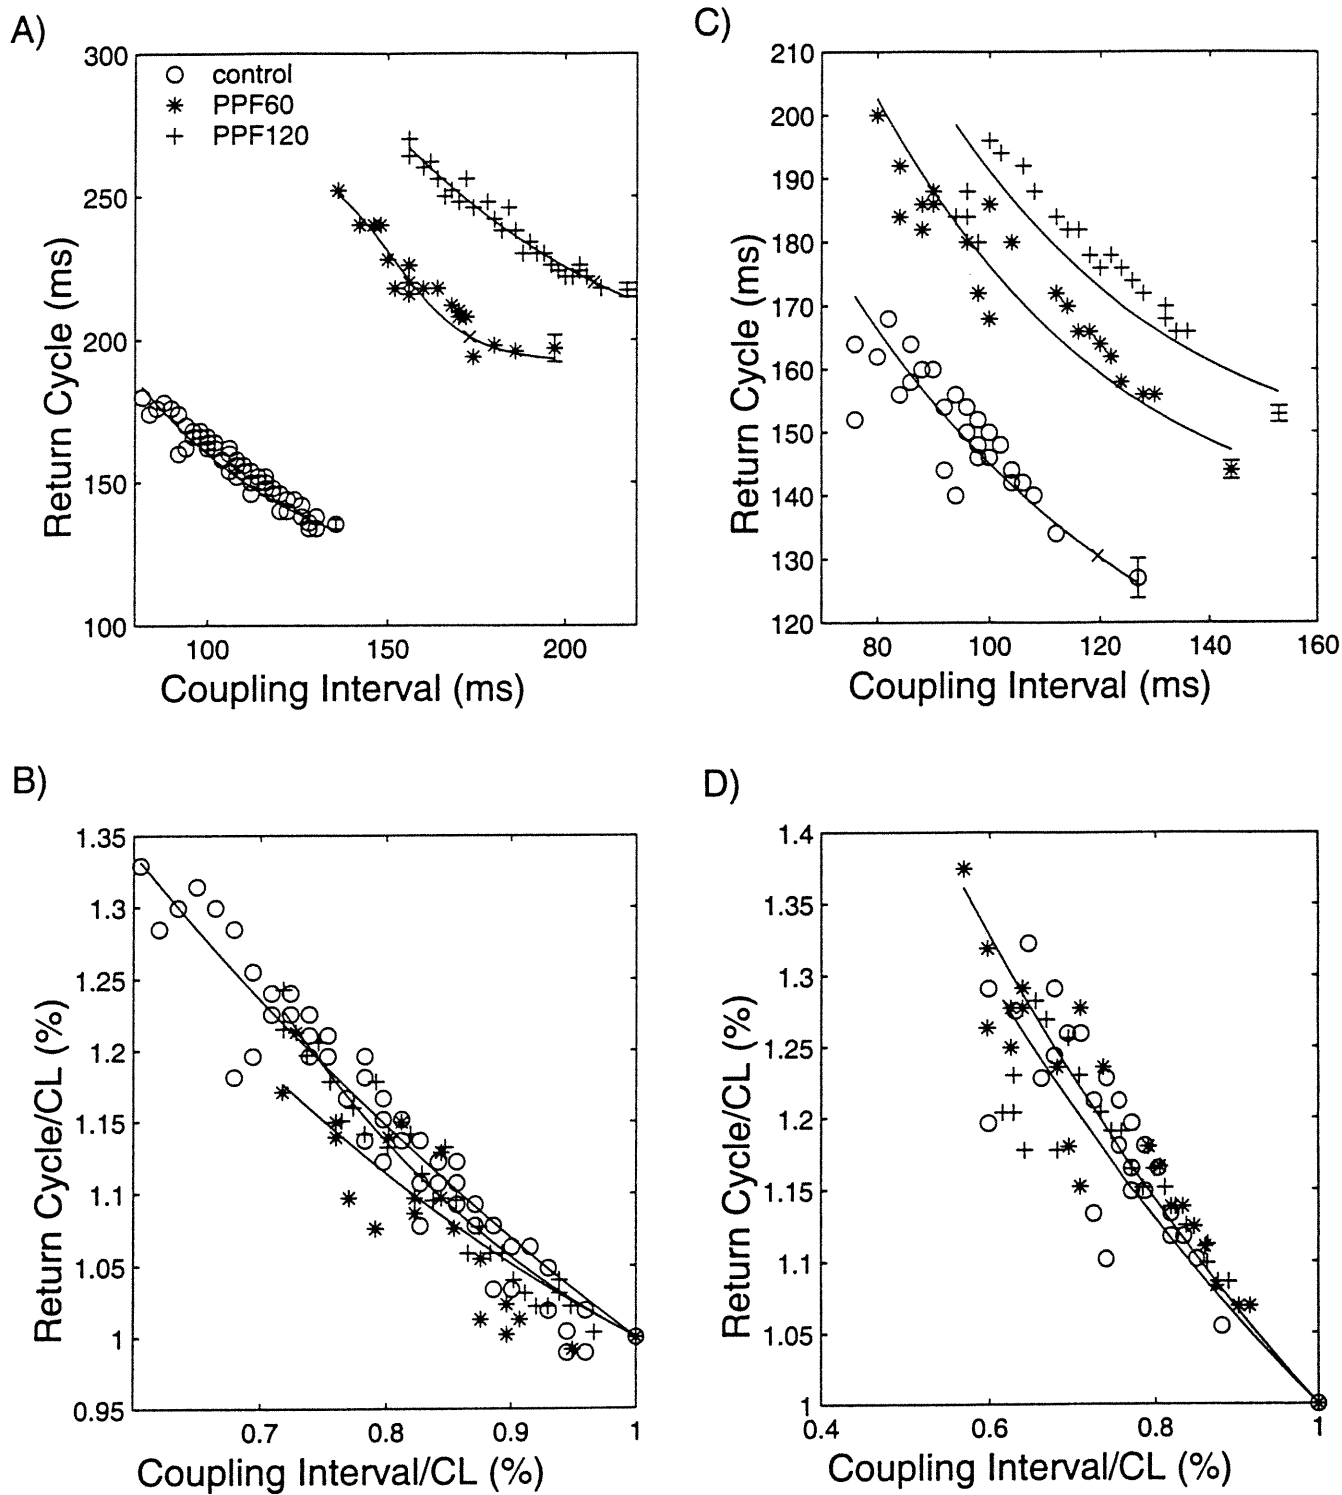 A)
300
250
200
150
100
Return Cycle (ms)
control
PPF60
PPF120
100 150 200
Coupling Interval (ms)
C)
210
200
190
180
170
160
150
140
130
120
Return Cycle (ms)
80 100 120 140 160
Coupling Interval (ms)
B)
1.35
1.3
1.25
1.2
1.15
1.1
1.05
1
0.95
Return Cycle/CL (%)
0.7 0.8 0.9 1
Coupling Interval/CL (%)
D)
1.4
1.35
1.3
1.25
1.2
1.15
1.1
1.05
1
Return Cycle/CL (%)
0.4 0.6 0.8 1
Coupling Interval/CL (%)